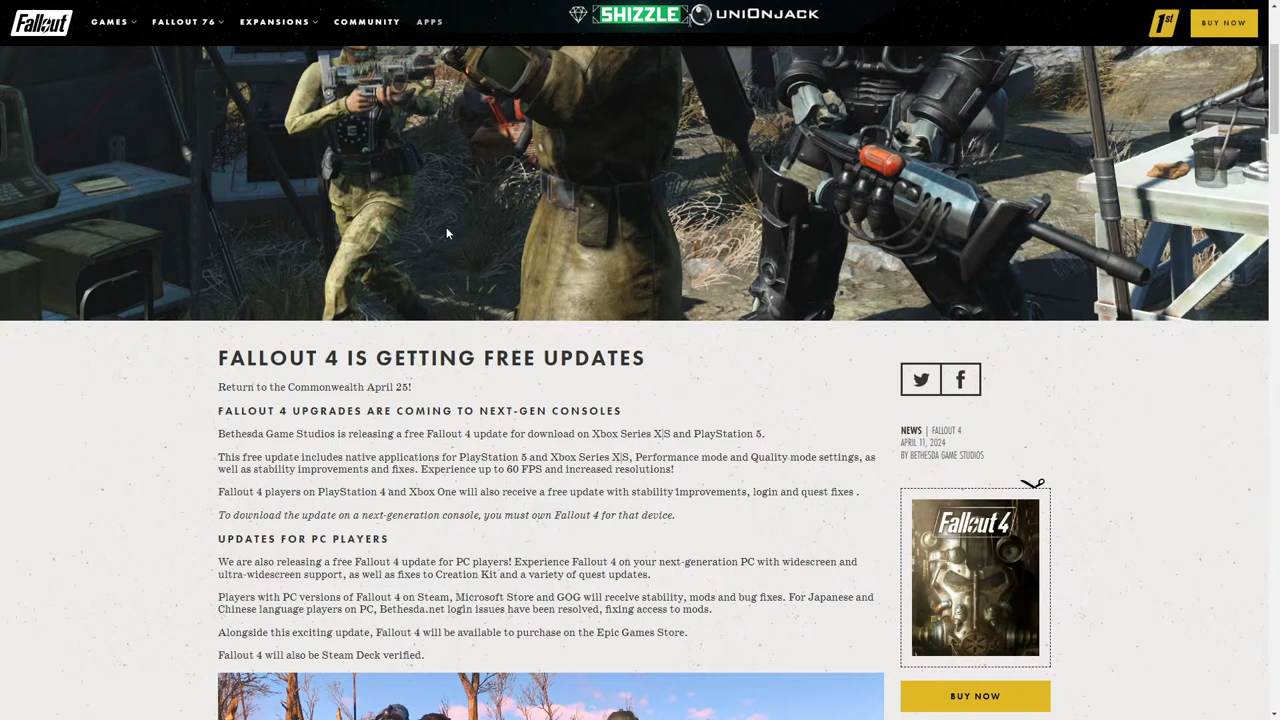 Fallout
GAMES
FALLOUT 76
EXPANSIONS
COMMUNITY
APPS
SHIZZLE
UNIONJACK
1st
BUY NOW
FALLOUT 4 IS GETTING FREE UPDATES
Return to the Commonwealth April 25!
FALLOUT 4 UPGRADES ARE COMING TO NEXT-GEN CONSOLES
Bethesda Game Studios is releasing a free Fallout 4 update for download on Xbox Series X|S and PlayStation 5.
This free update includes native applications for PlayStation 5 and Xbox Series X|S, Performance mode and Quality mode settings, as
well as stability improvements and fixes. Experience up to 60 FPS and increased resolutions!
Fallout 4 players on PlayStation 4 and Xbox One will also receive a free update with stability improvements, login and quest fixes .
To download the update on a next-generation console, you must own Fallout 4 for that device.
UPDATES FOR PC PLAYERS
We are also releasing a free Fallout 4 update for PC players! Experience Fallout 4 on your next-generation PC with widescreen and
ultra-widescreen support, as well as fixes to Creation Kit and a variety of quest updates.
Players with PC versions of Fallout 4 on Steam, Microsoft Store and GOG will receive stability, mods and bug fixes. For Japanese and
Chinese language players on PC, Bethesda.net login issues have been resolved, fixing access to mods.
Alongside this exciting update, Fallout 4 will be available to purchase on the Epic Games Store.
Fallout 4 will also be Steam Deck verified.
NEWS | FALLOUT 4
APRIL 11, 2024
BY BETHESDA GAME STUDIOS
Fallout 4
BUY NOW